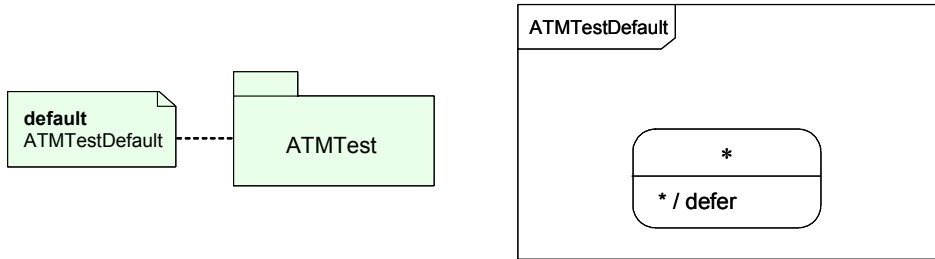 default
ATMTestDefault
ATMTest
ATMTestDefault
*
* / defer